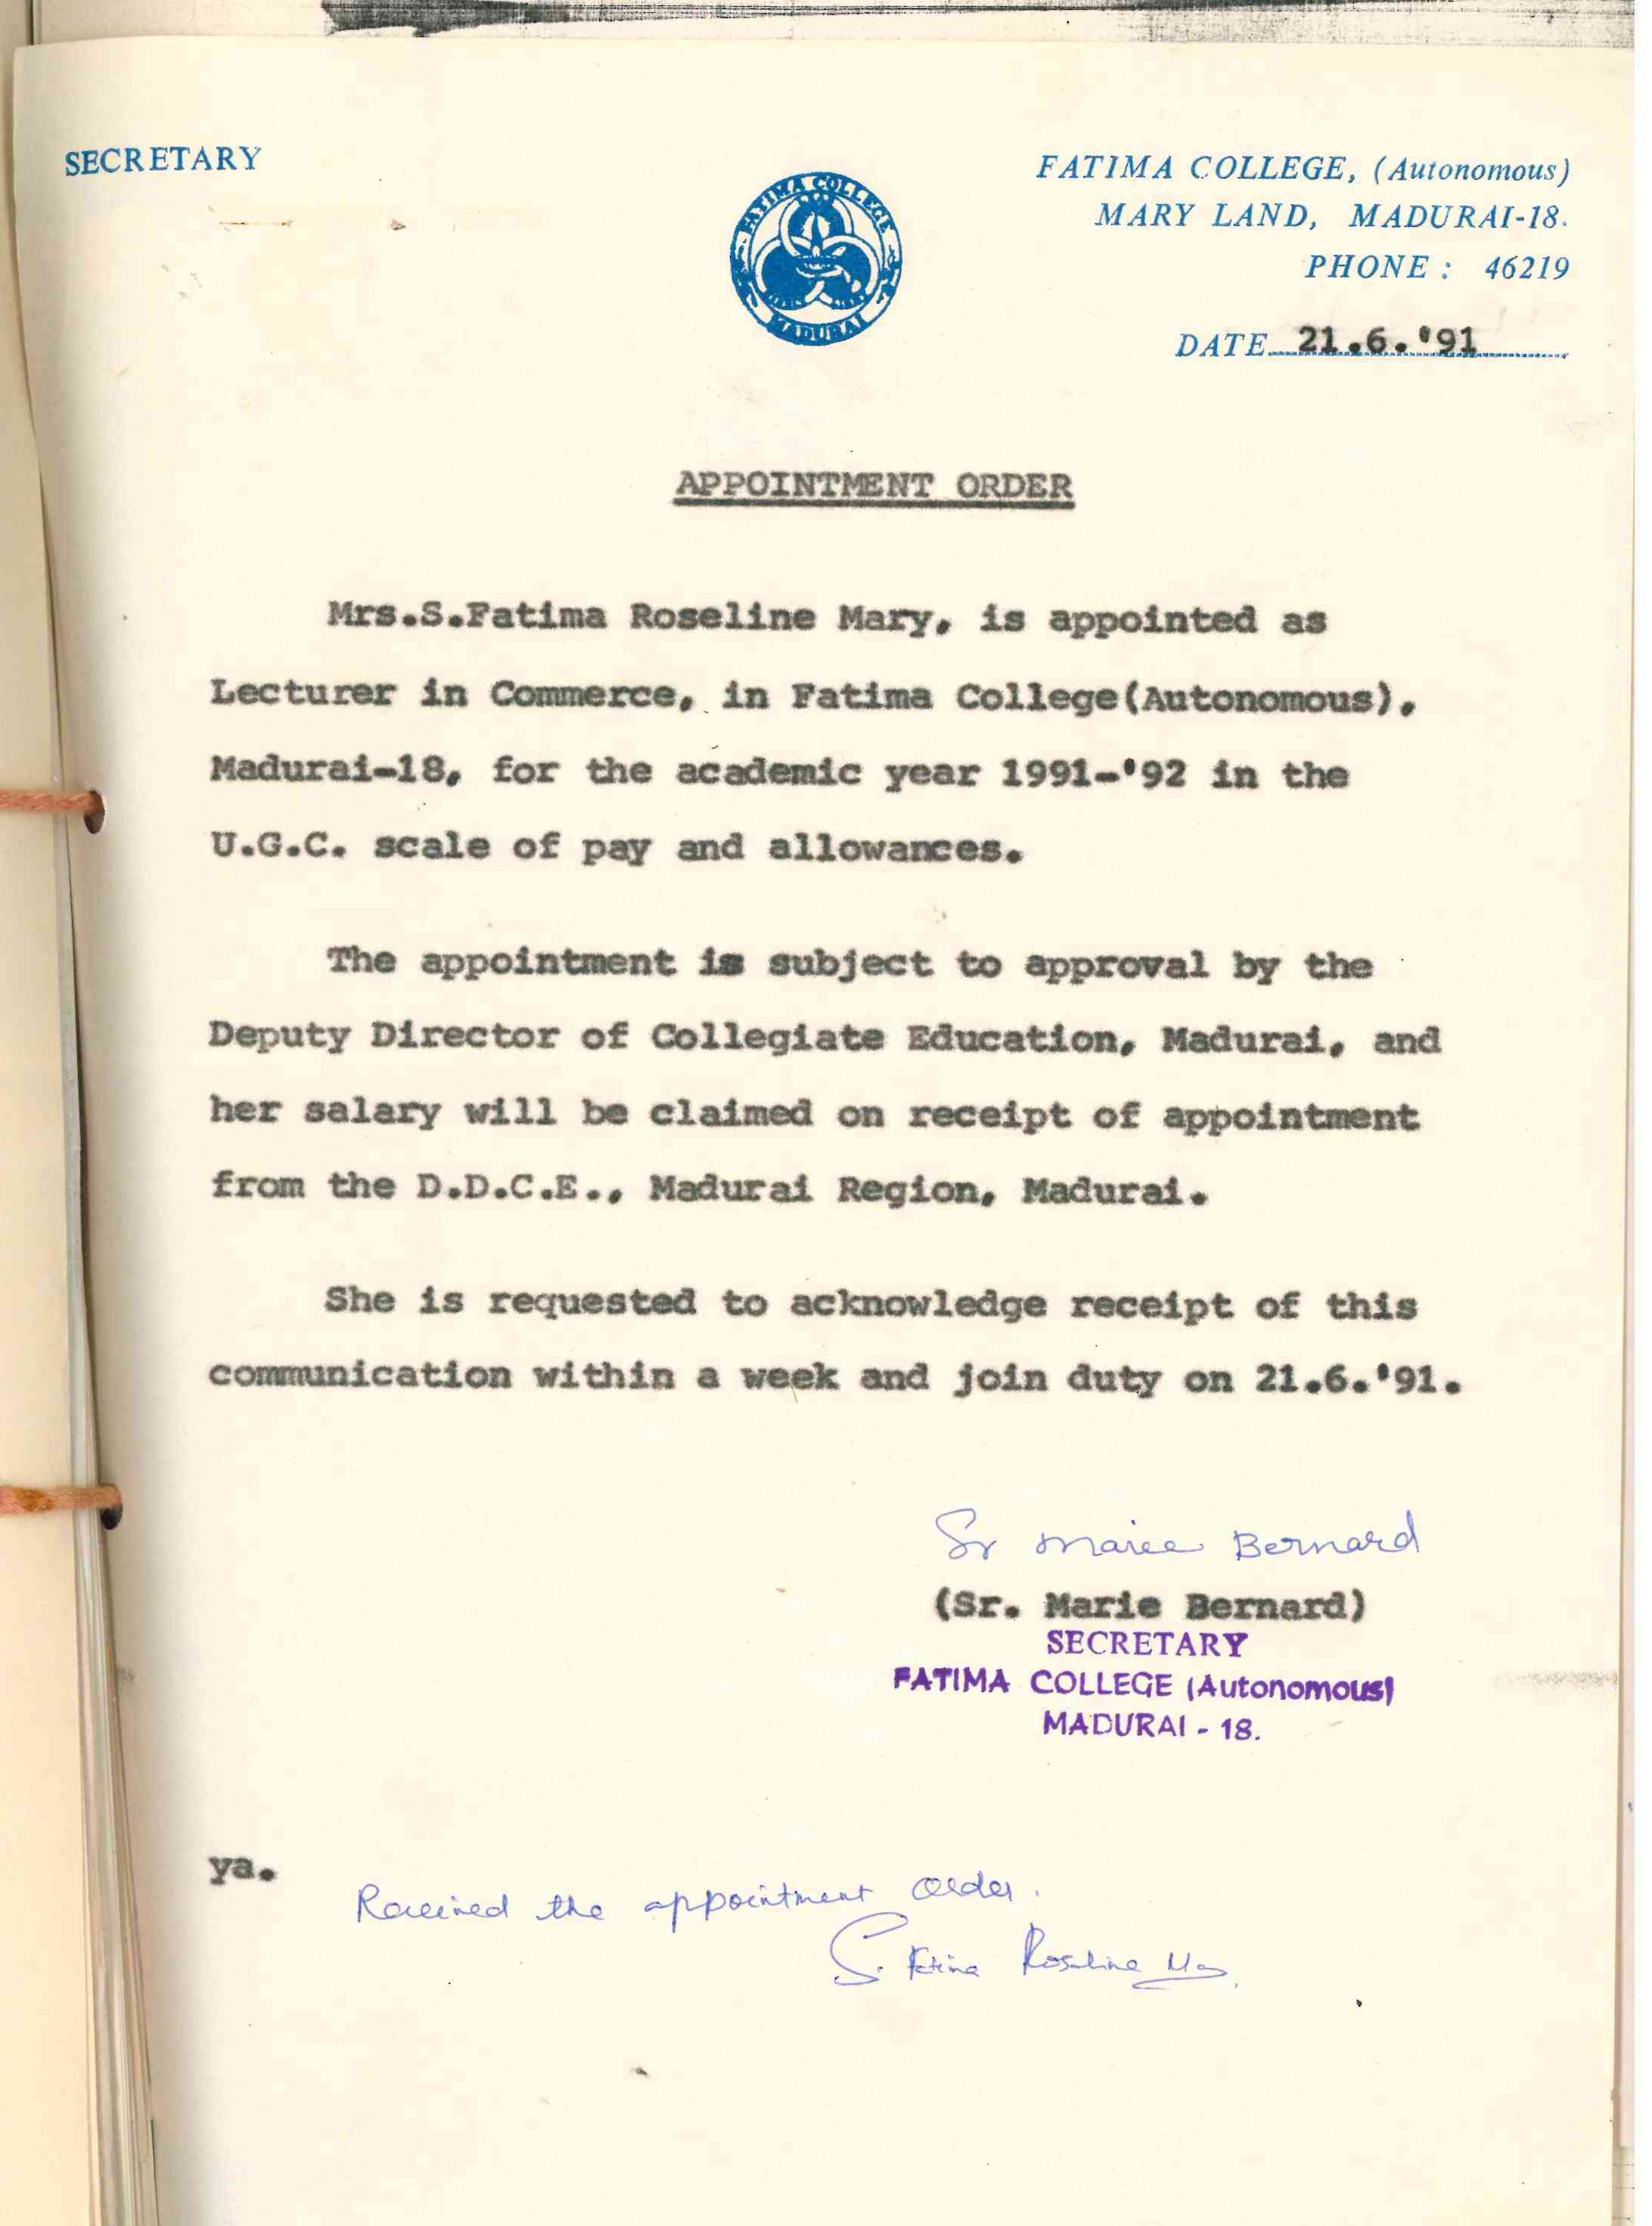 SECRETARY
FATIMA COLLEGE, (Autonomous)
MARY LAND, MADURAI-18.
PHONE : 46219
DATE 21.6.'91
FATIMA COLLEGE
MADURAI
APPOINTMENT ORDER
Mrs.S.Fatima Roseline Mary, is appointed as
Lecturer in Commerce, in Fatima College(Autonomous),
Madurai-18, for the academic year 1991-'92 in the
U.G.C. scale of pay and allowances.
The appointment is subject to approval by the
Deputy Director of Collegiate Education, Madurai, and
her salary will be claimed on receipt of appointment
from the D.D.C.E., Madurai Region, Madurai.
She is requested to acknowledge receipt of this
communication within a week and join duty on 21.6.'91.
Sr Marie Bernard
(Sr. Marie Bernard)
SECRETARY
FATIMA COLLEGE (Autonomous)
MADURAI - 18.
ya.
Received the appointment order.
S. Fatima Roseline Mary